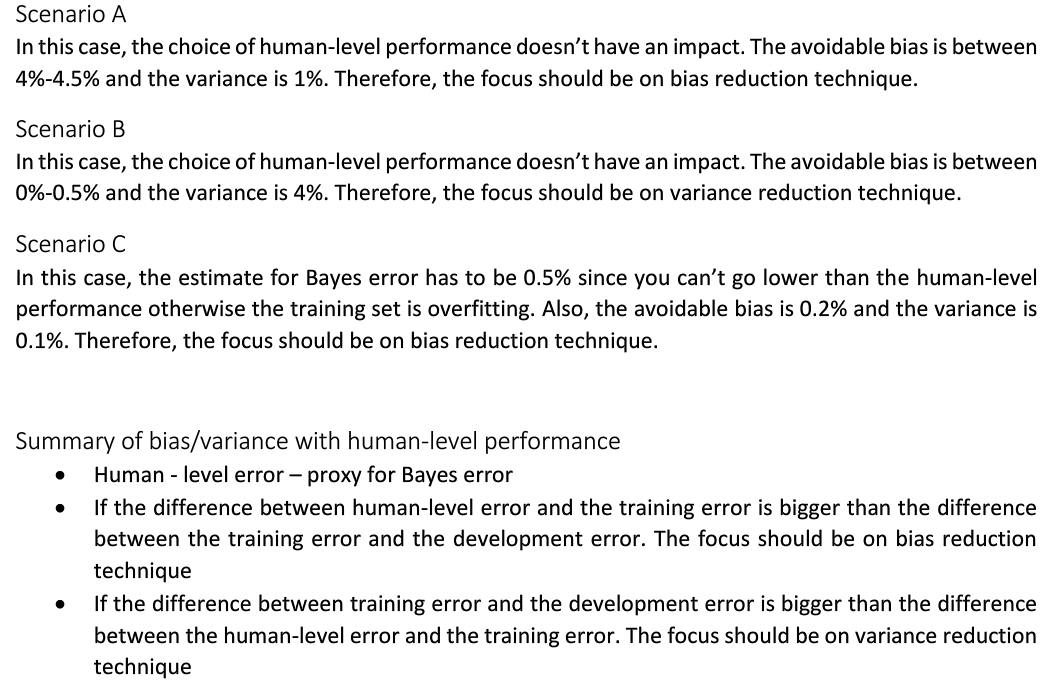 Scenario A
In this case, the choice of human-level performance doesn’t have an impact. The avoidable bias is between
4%-4.5% and the variance is 1%. Therefore, the focus should be on bias reduction technique.
Scenario B
In this case, the choice of human-level performance doesn’t have an impact. The avoidable bias is between
0%-0.5% and the variance is 4%. Therefore, the focus should be on variance reduction technique.
Scenario C
In this case, the estimate for Bayes error has to be 0.5% since you can’t go lower than the human-level
performance otherwise the training set is overfitting. Also, the avoidable bias is 0.2% and the variance is
0.1%. Therefore, the focus should be on bias reduction technique.
Summary of bias/variance with human-level performance
• Human - level error – proxy for Bayes error
• If the difference between human-level error and the training error is bigger than the difference
between the training error and the development error. The focus should be on bias reduction
technique
• If the difference between training error and the development error is bigger than the difference
between the human-level error and the training error. The focus should be on variance reduction
technique